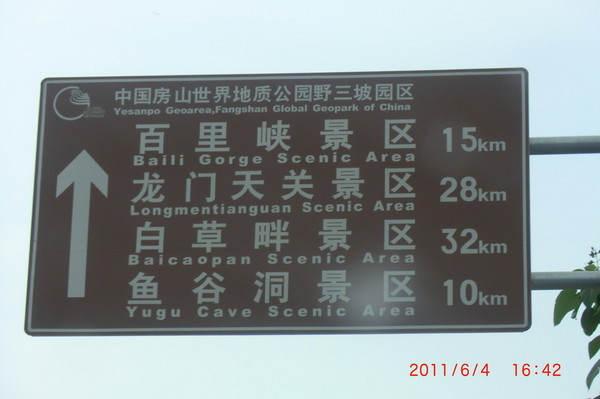 中国房山世界地质公园野三坡园区
Yesanpo Geoarea,Fangshan Global Geopark of China
百里峡景区 15km
Baili Gorge Scenic Area
龙门天关景区 28km
Longmentianguan Scenic Area
白草畔景区 32km
Baicaopan Scenic Area
鱼谷洞景区 10km
Yugu Cave Scenic Area
2011/6/4 16:42